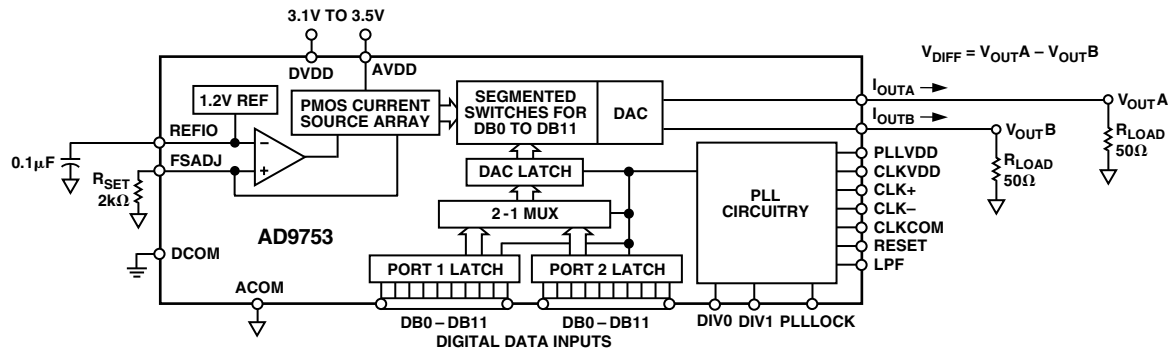 3.1V TO 3.5V
DVDD
AVDD
V_DIFF = V_OUTA – V_OUTB
1.2V REF
PMOS CURRENT
SOURCE ARRAY
SEGMENTED
SWITCHES FOR
DB0 TO DB11
DAC
I_OUTA
V_OUTA
I_OUTB
V_OUTB
REFIO
0.1µF
FSADJ
R_SET
2kΩ
–
+
R_LOAD
50Ω
R_LOAD
50Ω
DAC LATCH
2-1 MUX
PLL
CIRCUITRY
PLLVDD
CLKVDD
CLK+
CLK–
CLKCOM
RESET
LPF
AD9753
DCOM
ACOM
PORT 1 LATCH
PORT 2 LATCH
DB0 – DB11
DB0 – DB11
DIGITAL DATA INPUTS
DIV0
DIV1
PLLLOCK